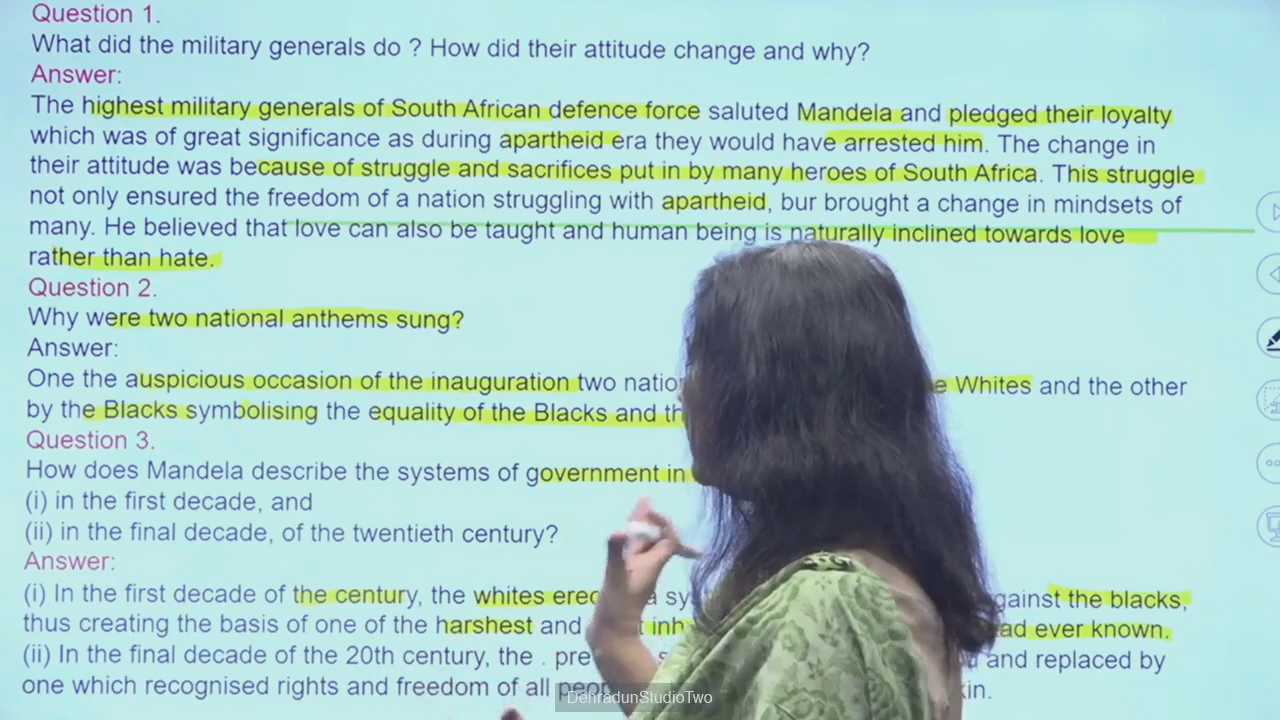 Question 1.
What did the military generals do ? How did their attitude change and why?
Answer:
The highest military generals of South African defence force saluted Mandela and pledged their loyalty
which was of great significance as during apartheid era they would have arrested him. The change in
their attitude was because of struggle and sacrifices put in by many heroes of South Africa. This struggle
not only ensured the freedom of a nation struggling with apartheid, bur brought a change in mindsets of
many. He believed that love can also be taught and human being is naturally inclined towards love
rather than hate.
Question 2.
Why were two national anthems sung?
Answer:
One the auspicious occasion of the inauguration two Whites and the other
by the Blacks symbolising the equality of the Blacks and
Question 3.
How does Mandela describe the systems of government in
(i) in the first decade, and
(ii) in the final decade, of the twentieth century?
Answer:
(i) In the first decade of the century, the whites the blacks,
thus creating the basis of one of the harshest and ever known.
(ii) In the final decade of the 20th century, the . and replaced by
one which recognised rights and freedom of all
DehradunStudioTwo